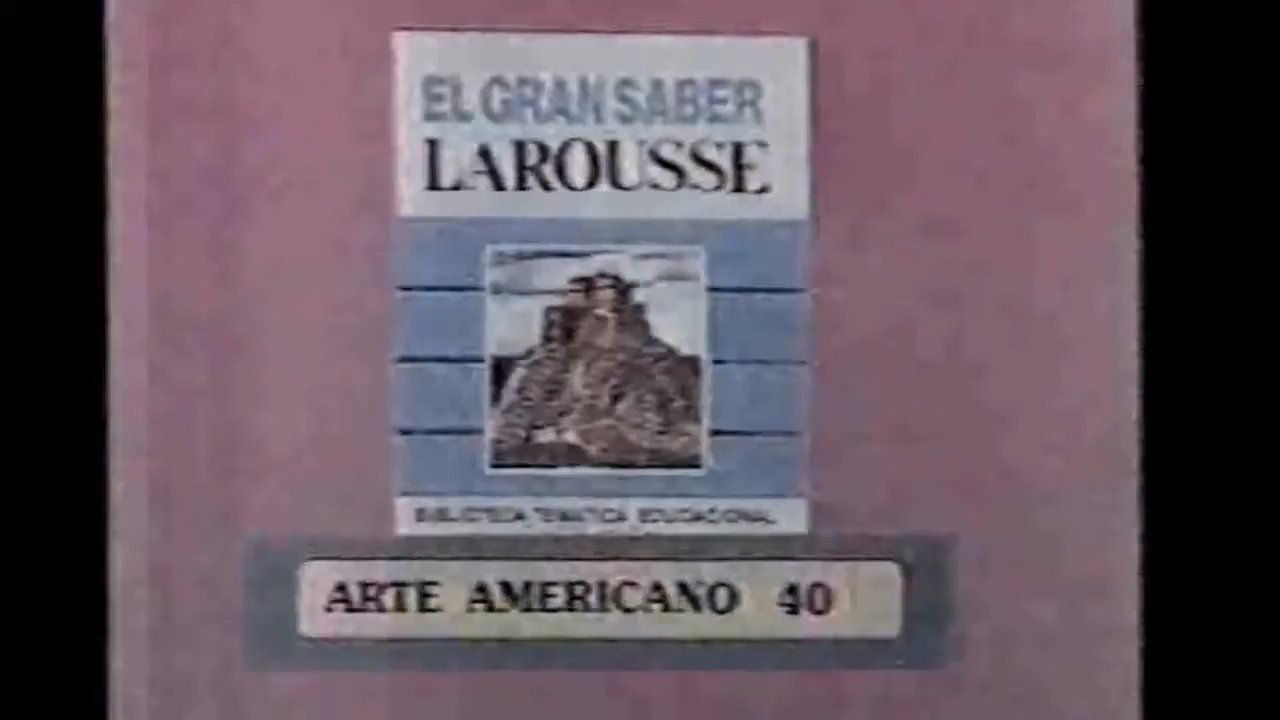 EL GRAN SABER
LAROUSSE
BIBLIOTECA TEMATICA EDUCACIONAL
ARTE AMERICANO 40